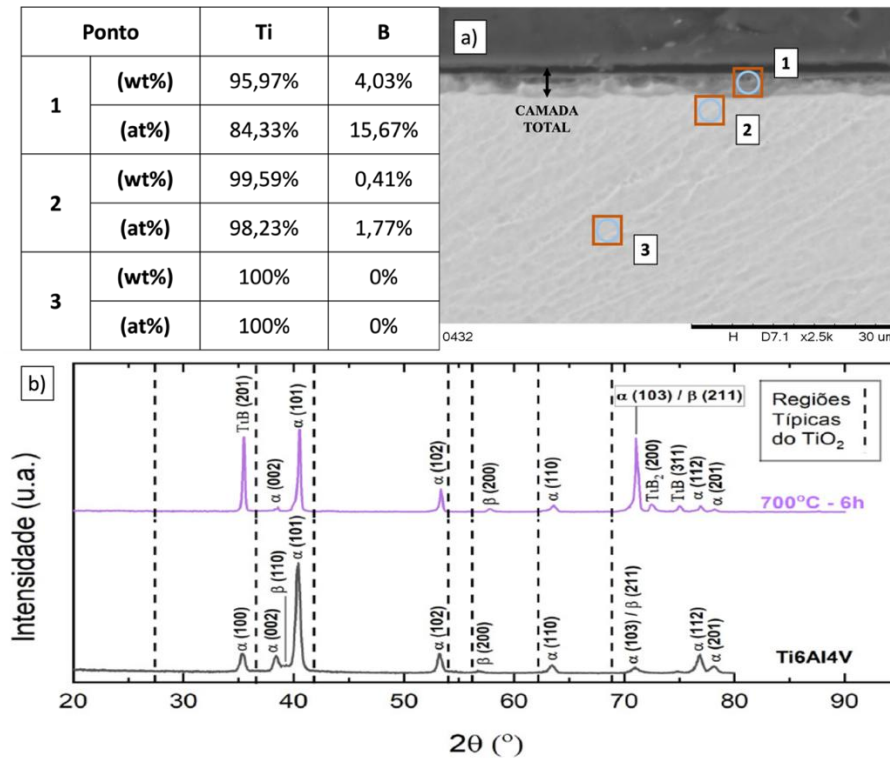 Ponto Ti B
1 (wt%) 95,97% 4,03%
(at%) 84,33% 15,67%
2 (wt%) 99,59% 0,41%
(at%) 98,23% 1,77%
3 (wt%) 100% 0%
(at%) 100% 0%
a)
1
CAMADA
TOTAL
2
3
0432 H D7.1 x2.5k 30 um
b)
TiB (201)
α (002)
α (101)
α (102)
β (200)
α (110)
α (103) / β (211)
TiB₂ (200)
TiB (311)
α (112)
α (201)
Regiões
Típicas
do TiO₂
700°C - 6h
α (100)
α (002)
β (110)
α (101)
α (102)
β (200)
α (110)
α (103) / β (211)
α (112)
α (201)
Ti6Al4V
Intensidade (u.a.)
20 30 40 50 60 70 80 90
2θ (°)